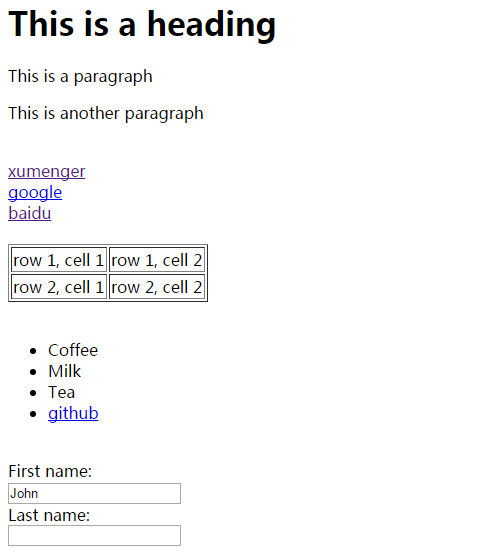 This is a heading
This is a paragraph
This is another paragraph
xumenger
google
baidu
row 1, cell 1 row 1, cell 2
row 2, cell 1 row 2, cell 2
Coffee
Milk
Tea
github
First name:
John
Last name: